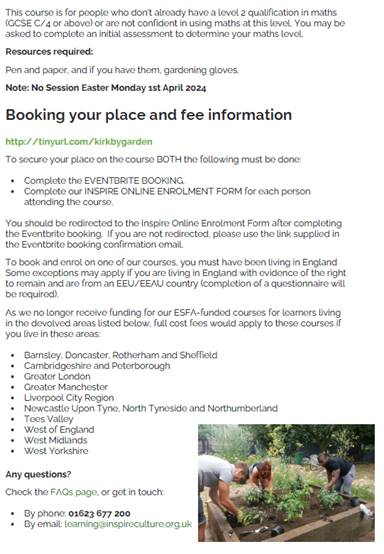 This course is for people who don't already have a level 2 qualification in maths
(GCSE C/4 or above) or are not confident in using maths at this level. You may be
asked to complete an initial assessment to determine your maths level.
Resources required:
Pen and paper, and if you have them, gardening gloves.
Note: No Session Easter Monday 1st April 2024
Booking your place and fee information
http://tinyurl.com/kirkbygarden
To secure your place on the course BOTH the following must be done:
• Complete the EVENTBRITE BOOKING.
• Complete our INSPIRE ONLINE ENROLMENT FORM for each person
attending the course.
You should be redirected to the Inspire Online Enrolment Form after completing
the Eventbrite booking. If you are not redirected, please use the link supplied in
the Eventbrite booking confirmation email.
To book and enrol on one of our courses, you must have been living in England
Some exceptions may apply if you are living in England with evidence of the right
to remain and are from an EEU/EEAU country (completion of a questionnaire will
be required).
As we no longer receive funding for our ESFA-funded courses for learners living
in the devolved areas listed below, full cost fees would apply to these courses if
you live in these areas:
• Barnsley, Doncaster, Rotherham and Sheffield
• Cambridgeshire and Peterborough
• Greater London
• Greater Manchester
• Liverpool City Region
• Newcastle Upon Tyne, North Tyneside and Northumberland
• Tees Valley
• West of England
• West Midlands
• West Yorkshire
Any questions?
Check the FAQs page, or get in touch:
• By phone: 01623 677 200
• By email: learning@inspireculture.org.uk